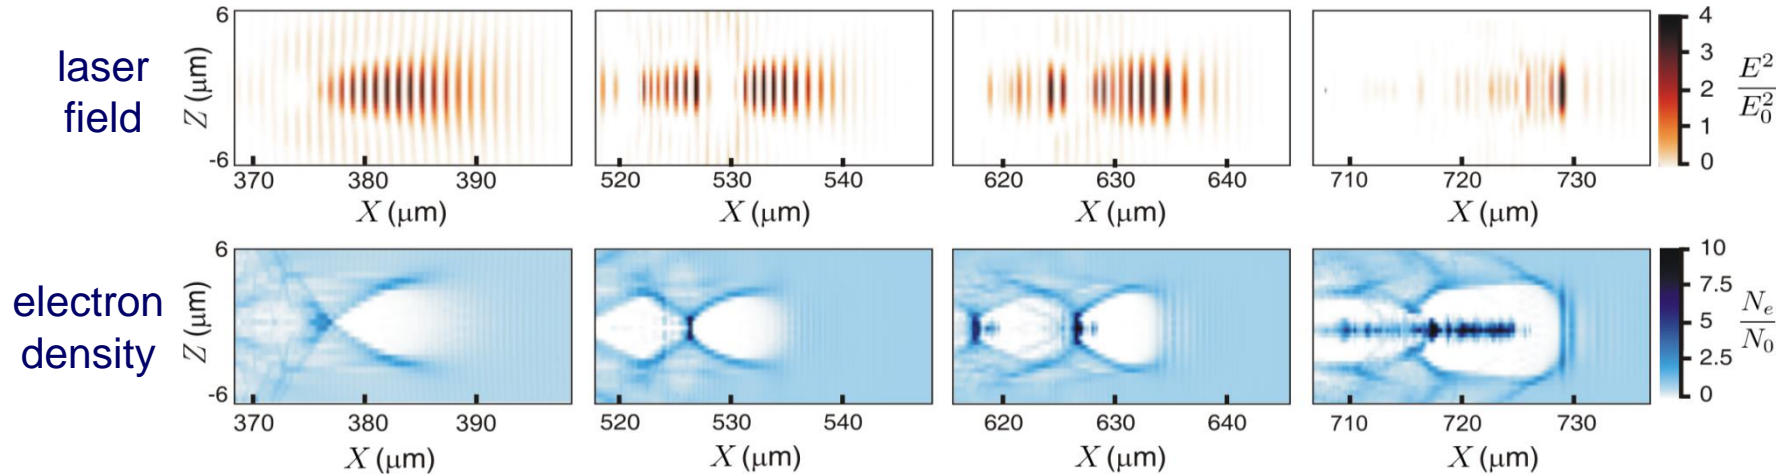 laser
field
Z (μm)
6
-6
370 380 390
X (μm)
520 530 540
X (μm)
620 630 640
X (μm)
710 720 730
X (μm)
4
3
2
1
0
E²
E₀²
electron
density
Z (μm)
6
-6
370 380 390
X (μm)
520 530 540
X (μm)
620 630 640
X (μm)
710 720 730
X (μm)
10
7.5
5
2.5
0
Nₑ
N₀